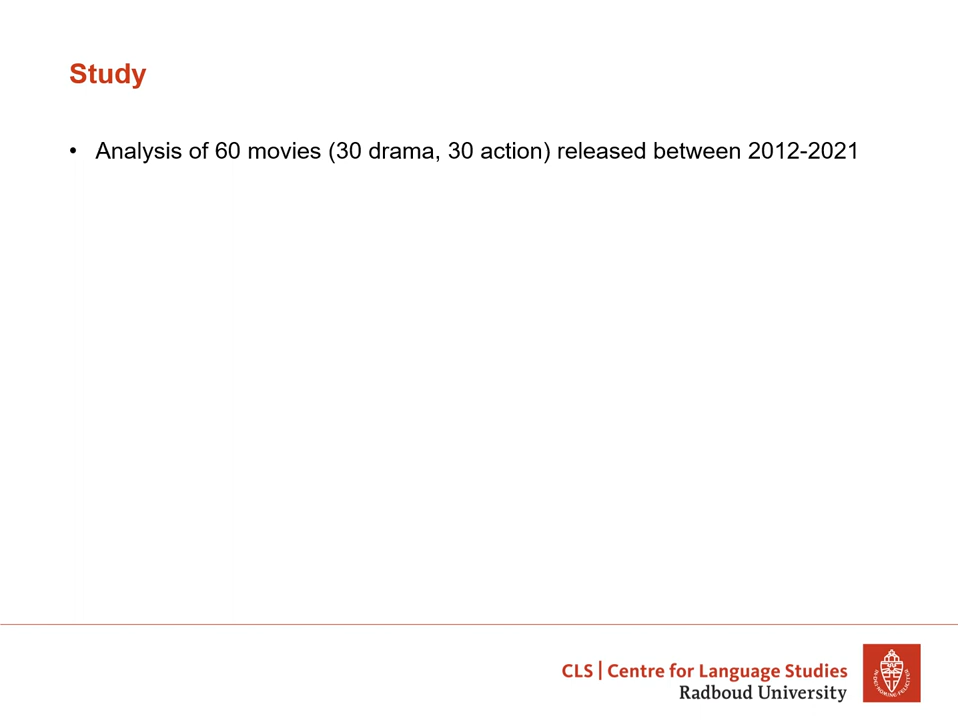 Study
• Analysis of 60 movies (30 drama, 30 action) released between 2012-2021
CLS | Centre for Language Studies
Radboud University